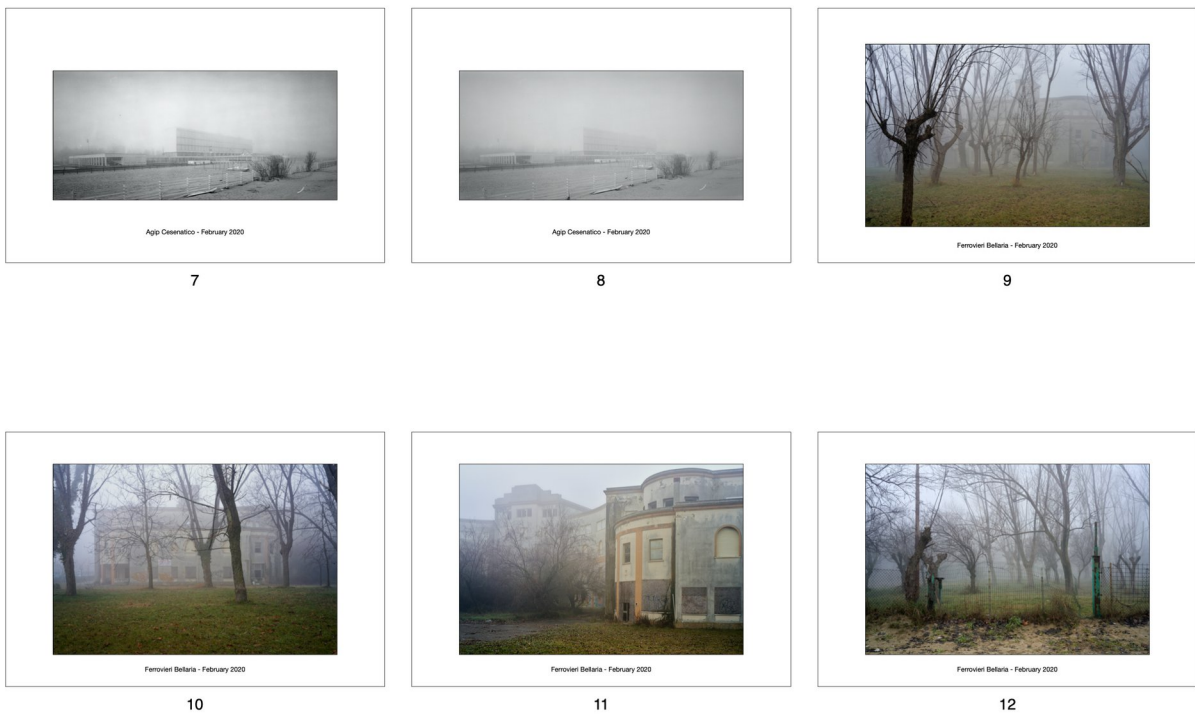 Agip Cesenatico - February 2020
Agip Cesenatico - February 2020
Ferrovieri Bellaria - February 2020
7
8
9
Ferrovieri Bellaria - February 2020
Ferrovieri Bellaria - February 2020
Ferrovieri Bellaria - February 2020
10
11
12